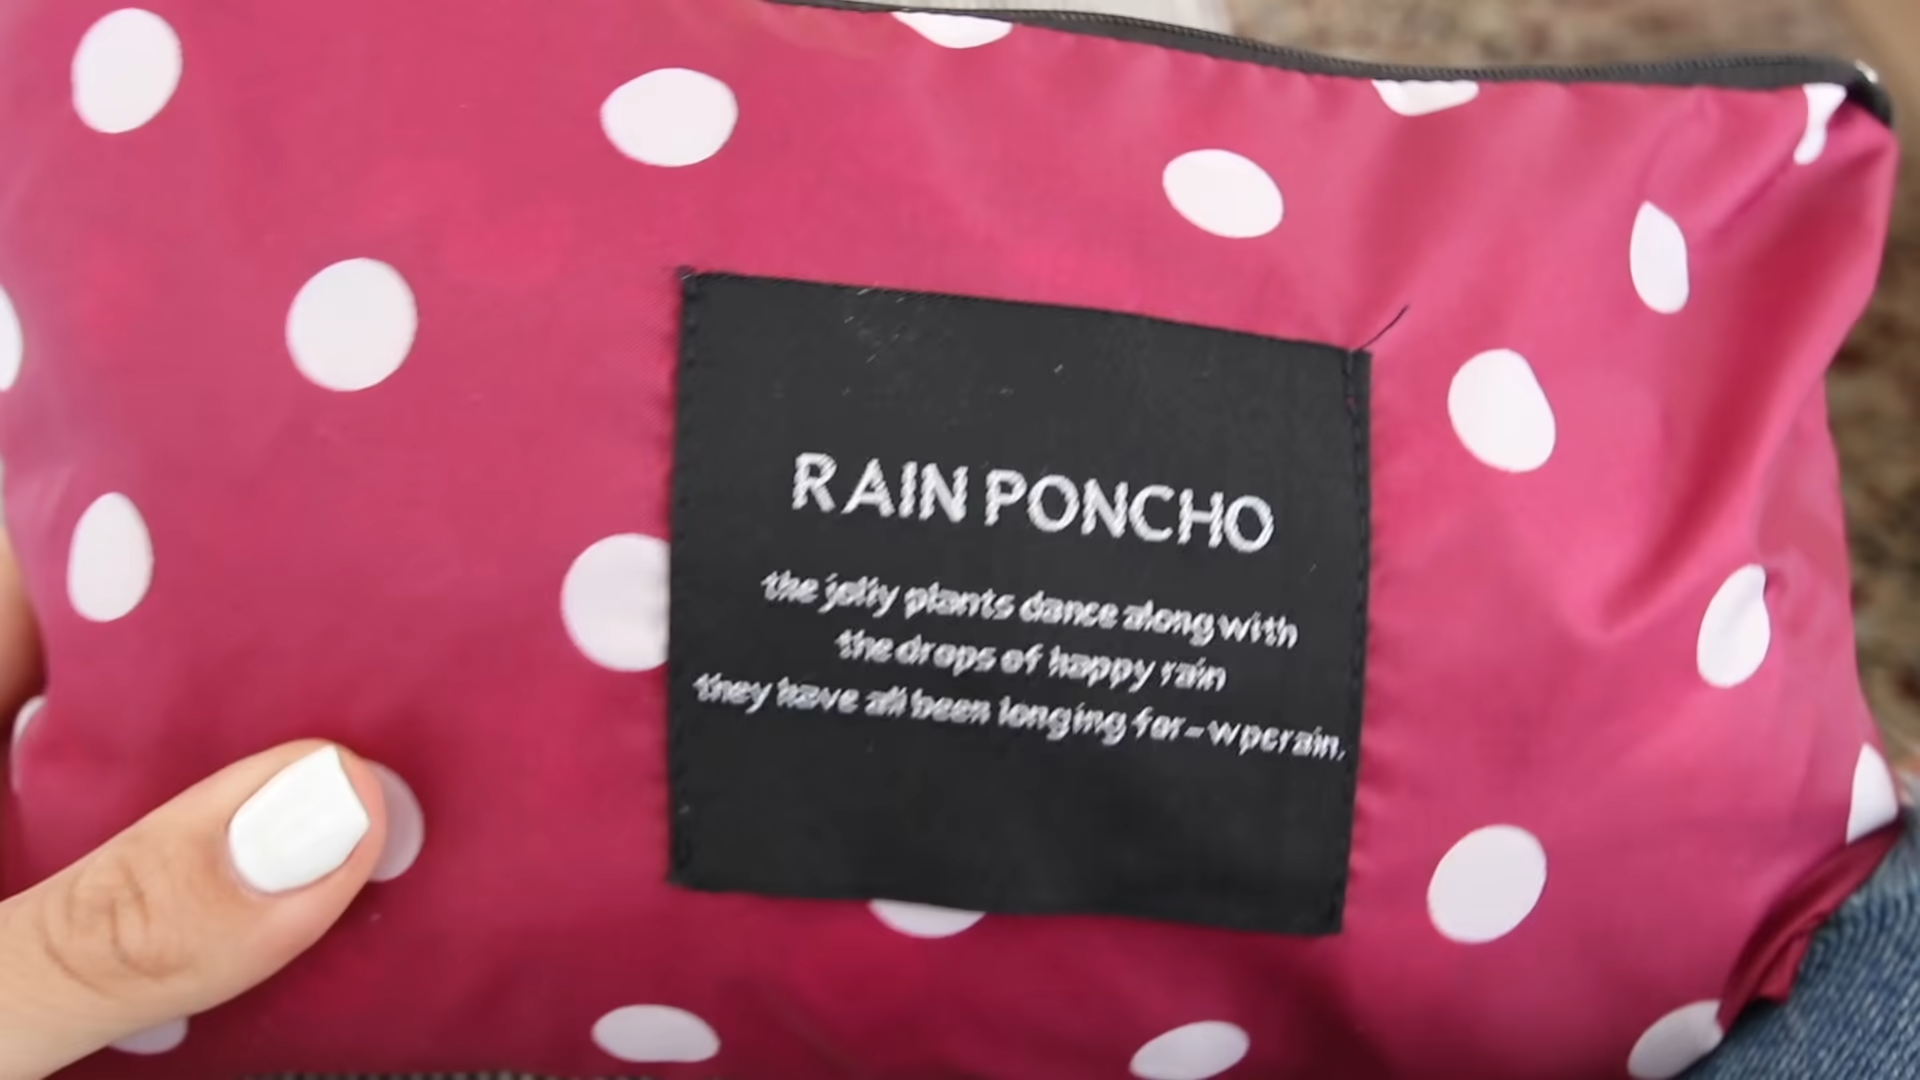 RAIN PONCHO
the jolly plants dance along with
the drops of happy rain
they have all been longing for-wpcrain.